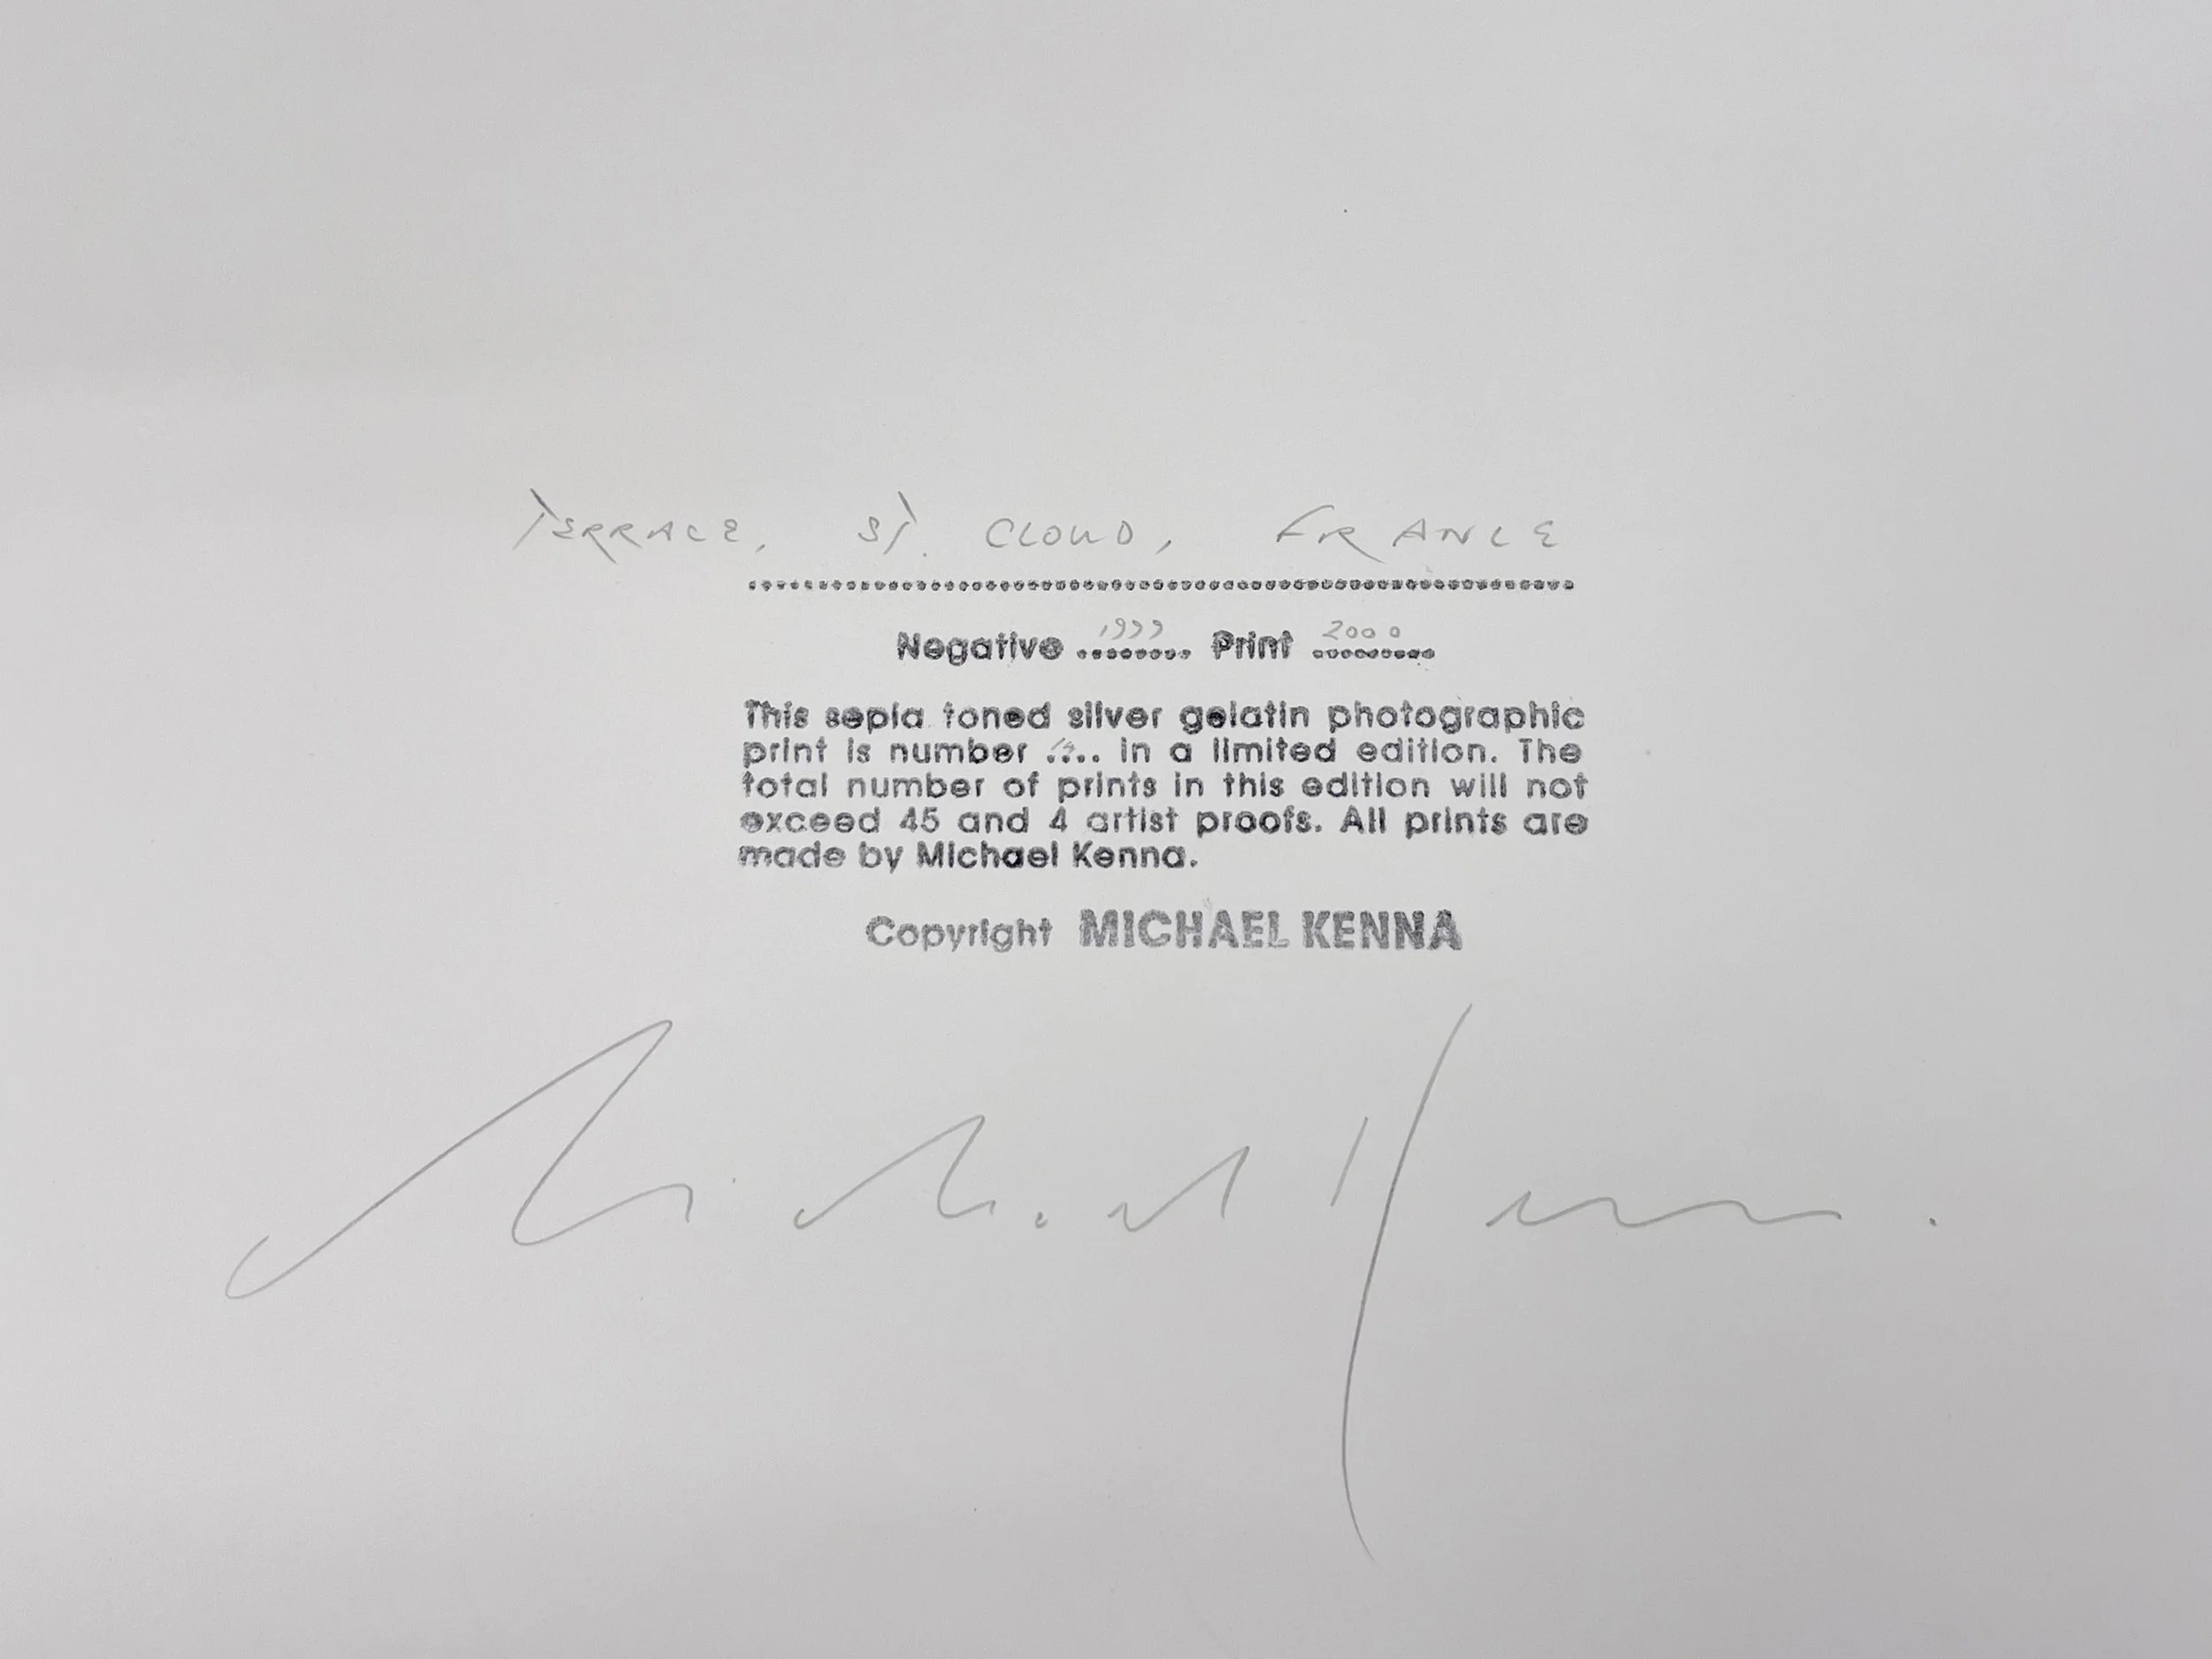 TERRACE, ST. CLOUD, FRANCE
Negative ........ Print 2000 .........
This sepia toned silver gelatin photographic
print is number .... in a limited edition. The
total number of prints in this edition will not
exceed 45 and 4 artist proofs. All prints are
made by Michael Kenna.
Copyright MICHAEL KENNA
Michael Kenna.